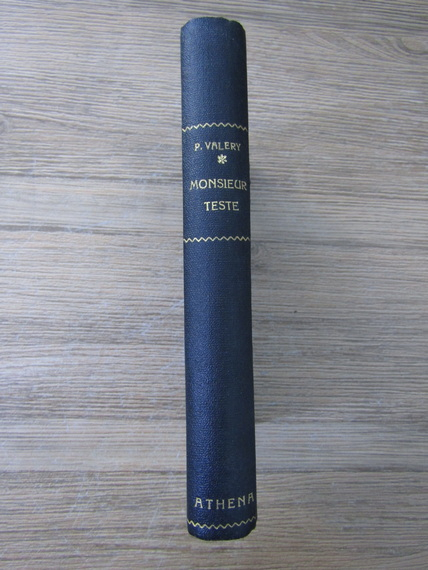 P. VALERY
MONSIEUR
TESTE
ATHENA